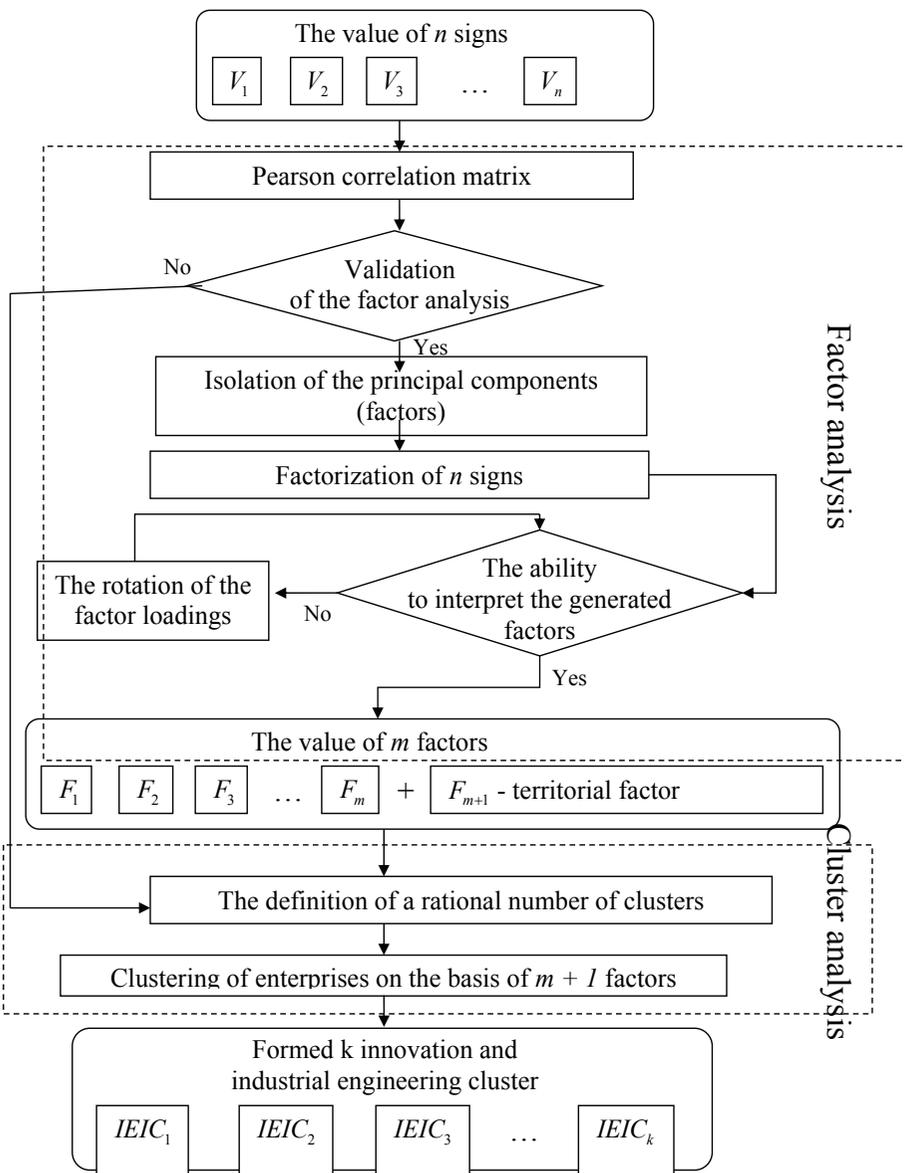 The value of n signs
V₁ V₂ V₃ … Vₙ
Pearson correlation matrix
No
Validation
of the factor analysis
Yes
Isolation of the principal components
(factors)
Factorization of n signs
Factor analysis
The rotation of the
factor loadings
No
The ability
to interpret the generated
factors
Yes
The value of m factors
F₁ F₂ F₃ … Fₘ + Fₘ₊₁ - territorial factor
Cluster analysis
The definition of a rational number of clusters
Clustering of enterprises on the basis of m + 1 factors
Formed k innovation and
industrial engineering cluster
IEIC₁ IEIC₂ IEIC₃ … IEICₖ